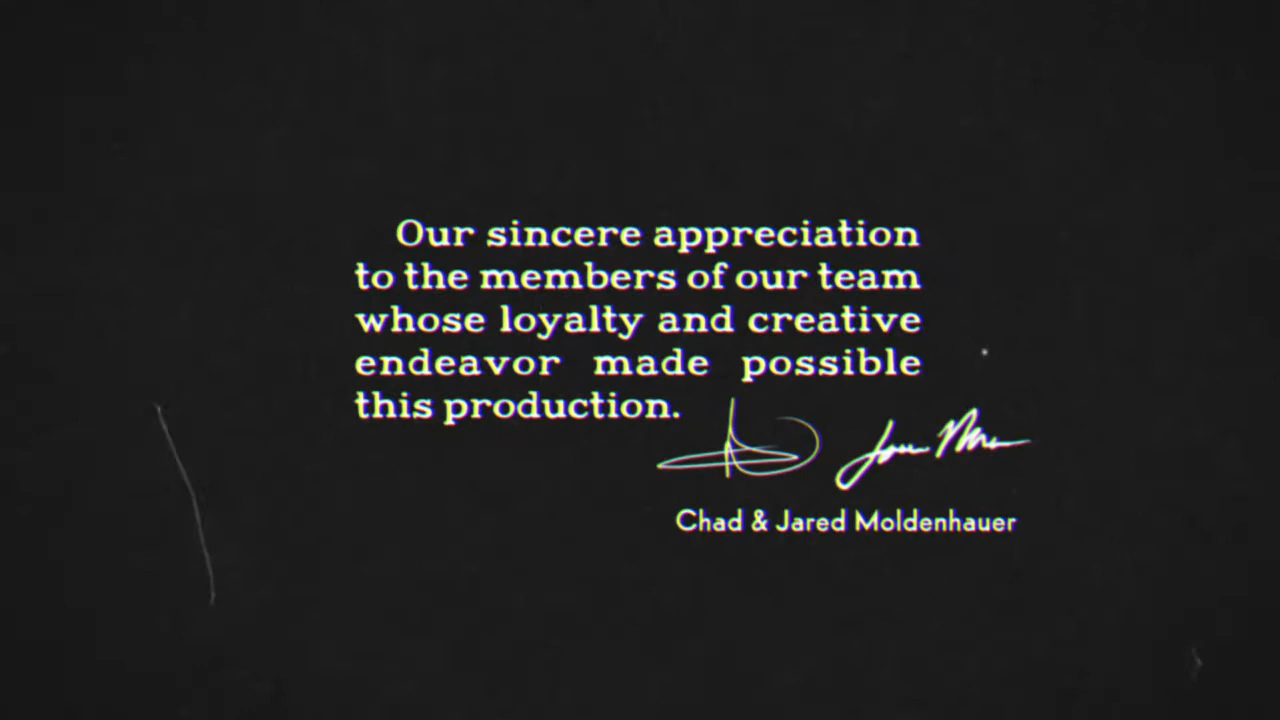 Our sincere appreciation
to the members of our team
whose loyalty and creative
endeavor made possible
this production.
Chad & Jared Moldenhauer